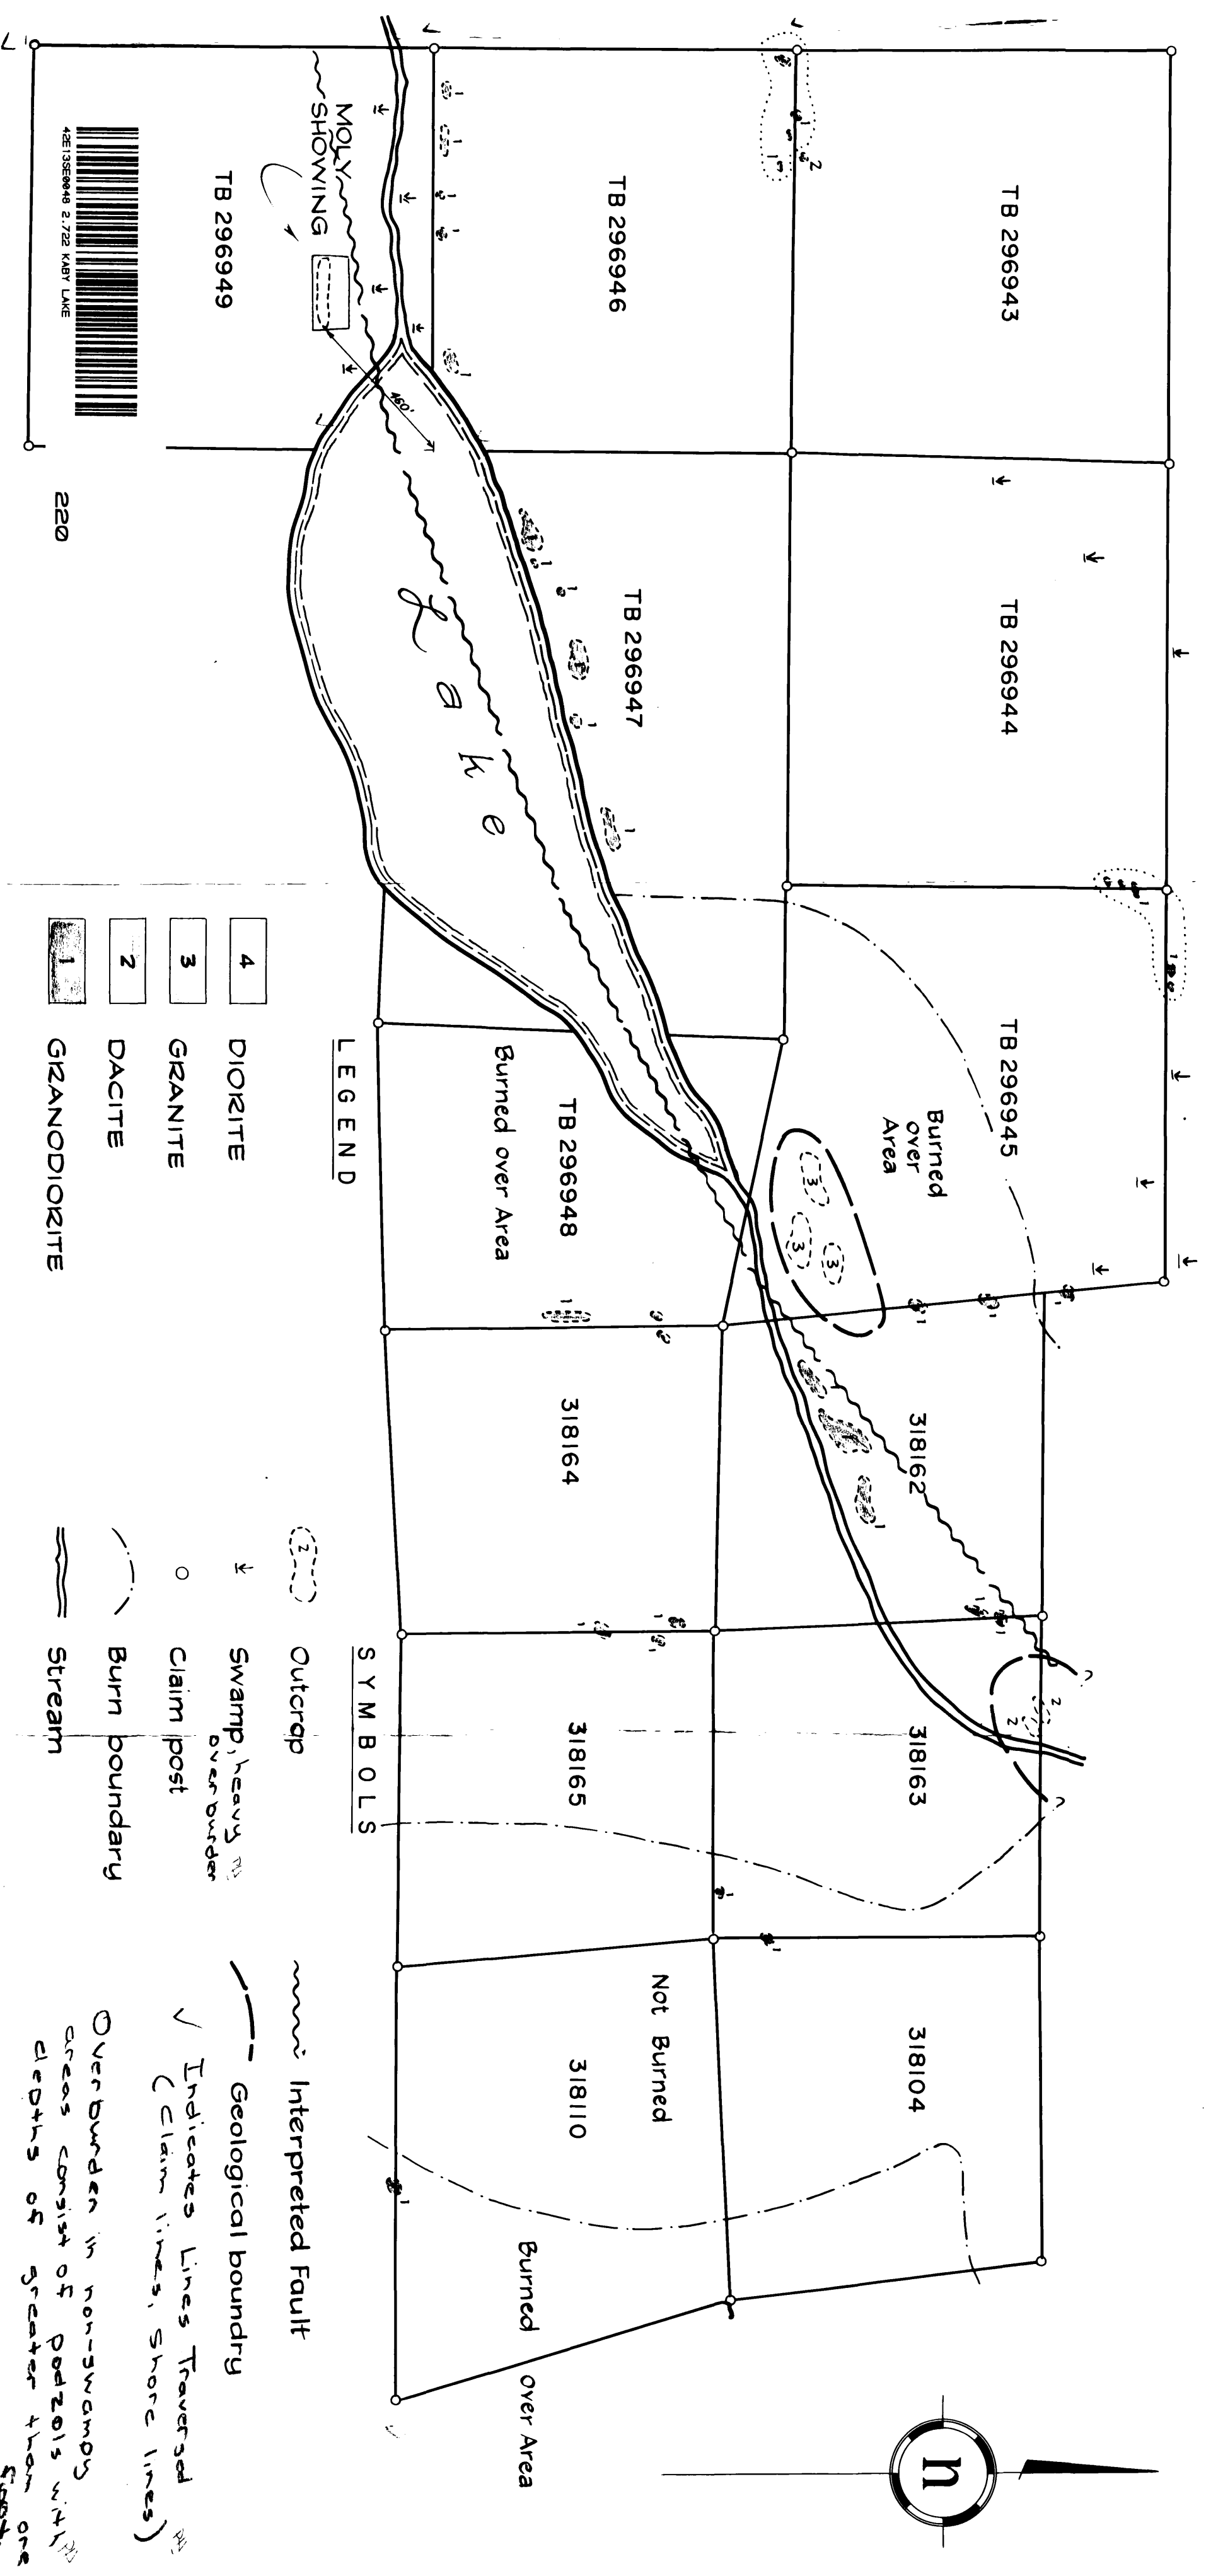 TB 296943
TB 296944
TB 296945
Burned
over
Area
318162
318163
318104
TB 296946
TB 296947
TB 296948
Burned over Area
318164
318165
318110
Not Burned
Burned over Area
TB 296949
MOLY
SHOWING
460'
Lake
220
42E13SE0048 2.722 KABY LAKE
n
LEGEND
4 DIORITE
3 GRANITE
2 DACITE
1 GRANODIORITE
SYMBOLS
2 Outcrop
Swamp, heavy
overburden
Claim post
Burn boundary
Stream
Interpreted Fault
Geological boundry
✓ Indicates Lines Traversed
(Claim lines, Shore lines)
Overburden in non-swampy
areas consist of podzols with
depths of greater than one
foot.